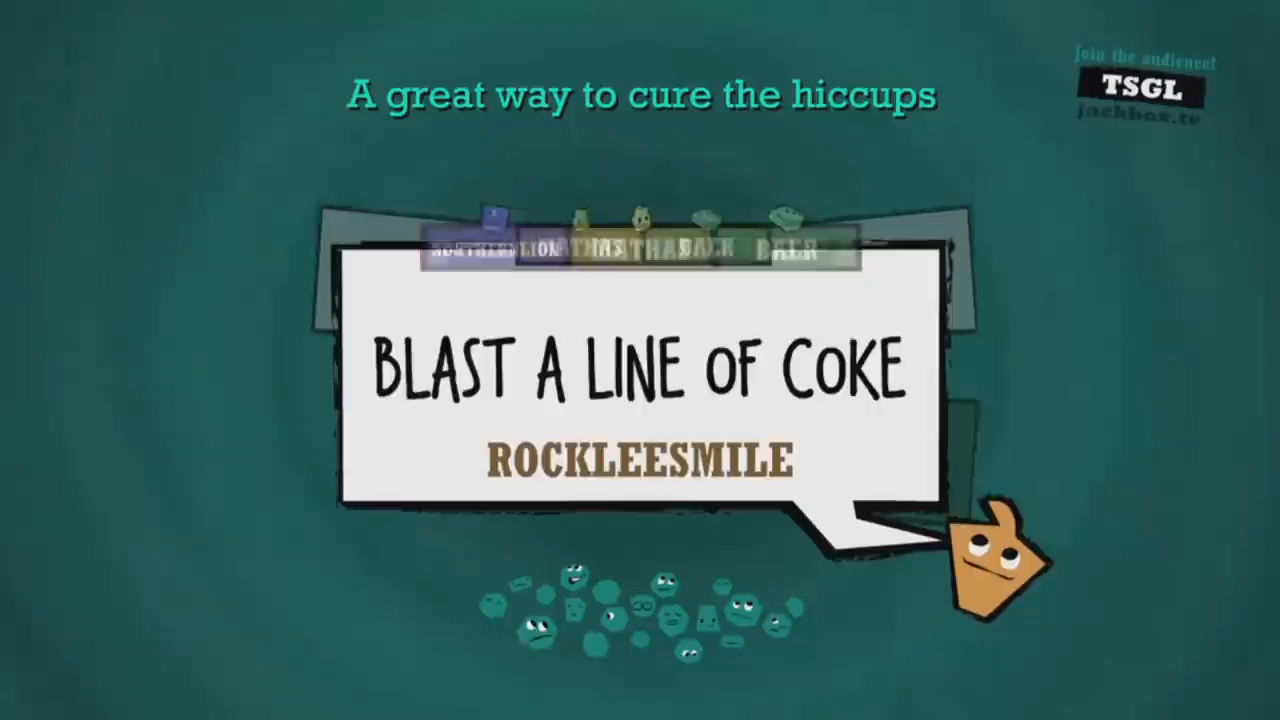 Join the audience!
A great way to cure the hiccups
TSGL
jackbox.tv
BLAST A LINE OF COKE
ROCKLEESMILE